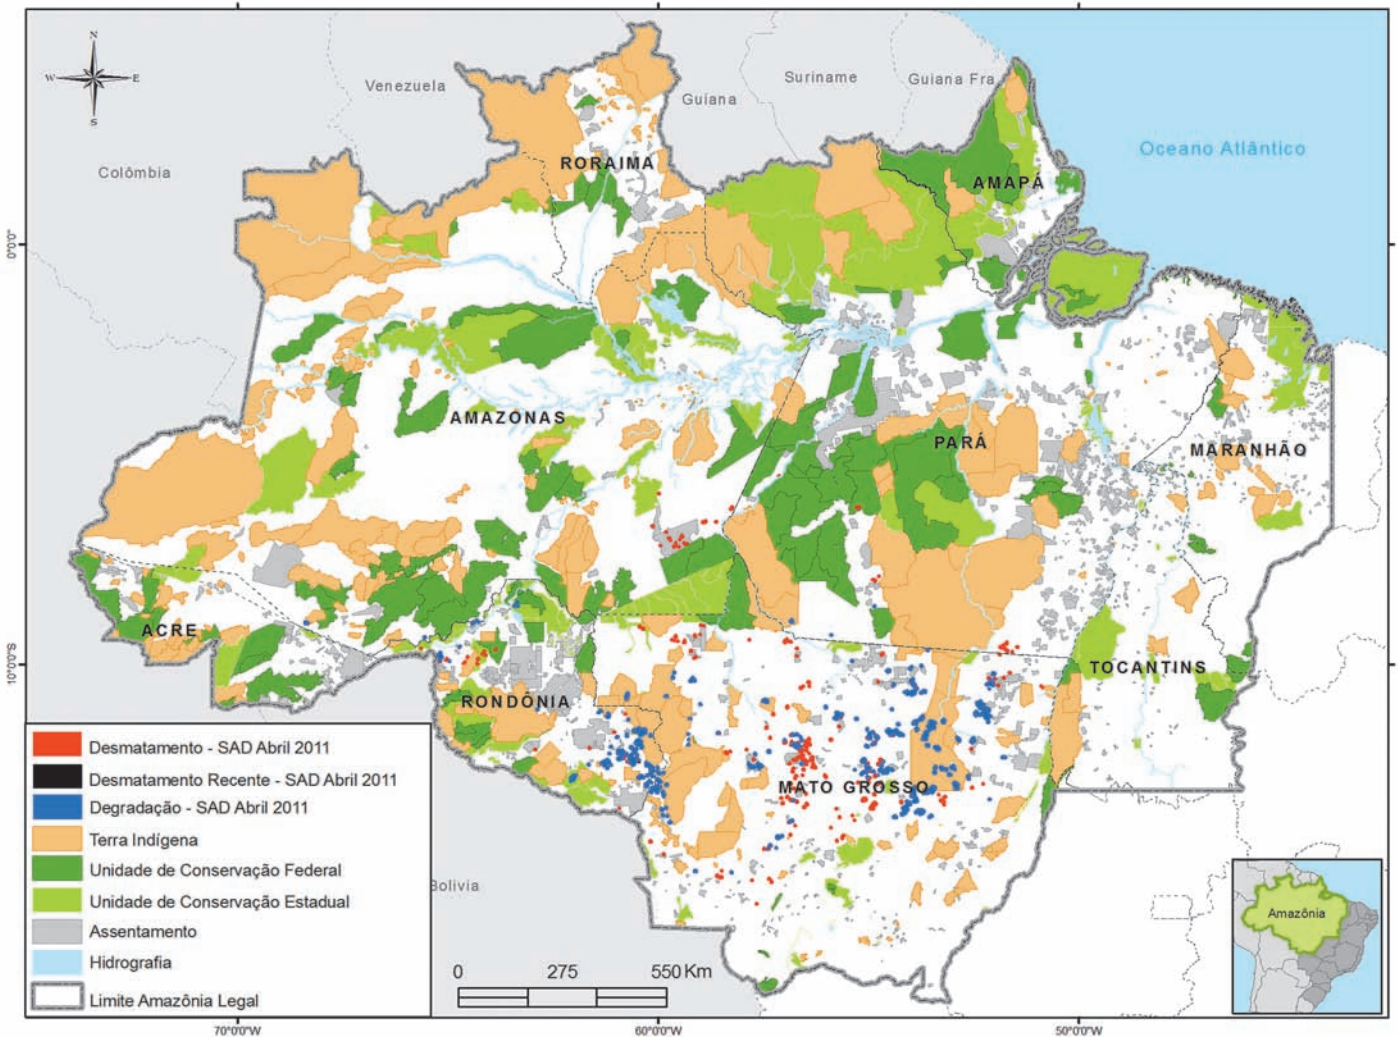 N
W
E
S
Venezuela
Guiana
Suriname
Guiana Fra
Colômbia
Oceano Atlântico
RORAIMA
AMAPÁ
0°0'0"
AMAZONAS
PARÁ
MARANHÃO
ACRE
RONDÔNIA
TOCANTINS
10°0'0"S
MATO GROSSO
Bolivia
Desmatamento - SAD Abril 2011
Desmatamento Recente - SAD Abril 2011
Degradação - SAD Abril 2011
Terra Indígena
Unidade de Conservação Federal
Unidade de Conservação Estadual
Assentamento
Hidrografia
Limite Amazônia Legal
0 275 550 Km
Amazônia
70°0'0"W 60°0'0"W 50°0'0"W